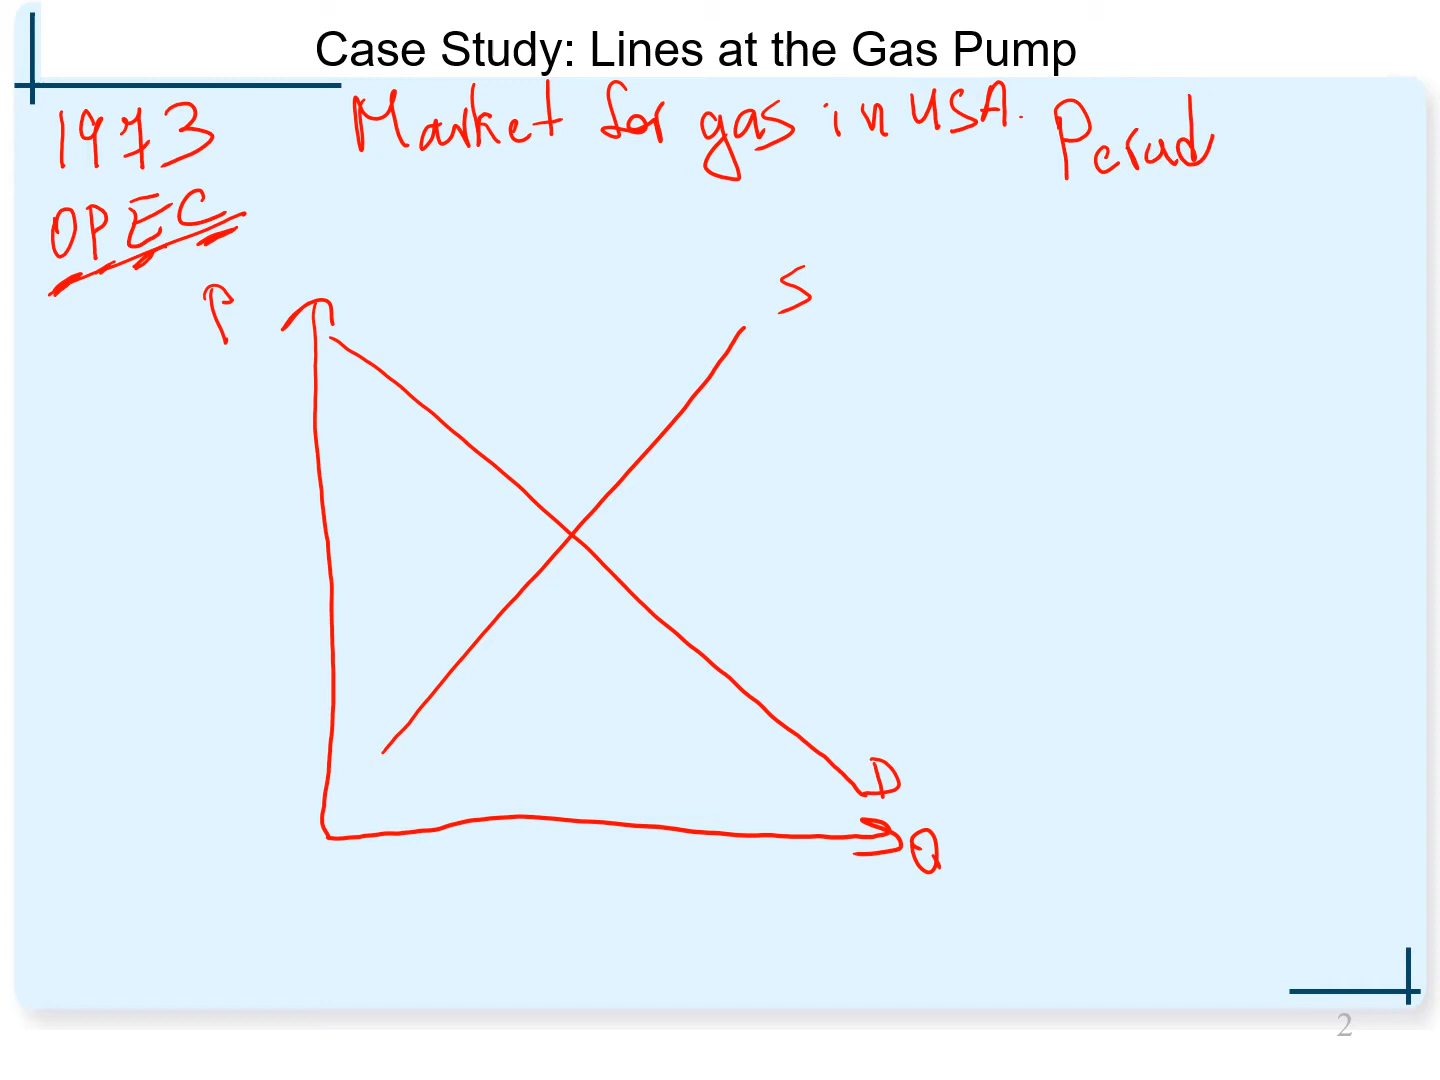 Case Study: Lines at the Gas Pump
1973 Market for gas in USA.
OPEC
P
S
D
Q
2